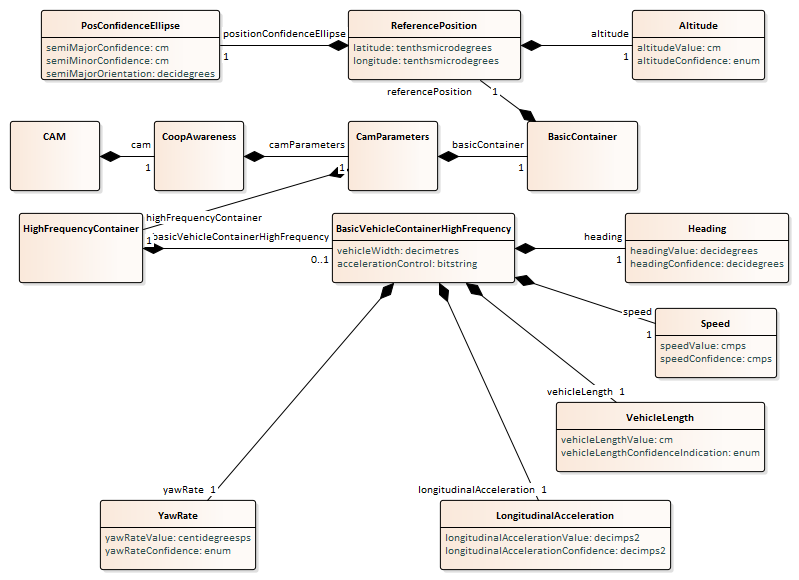 PosConfidenceEllipse
semiMajorConfidence: cm
semiMinorConfidence: cm
semiMajorOrientation: decidegrees
positionConfidenceEllipse
1
ReferencePosition
latitude: tenthsmicrodegrees
longitude: tenthsmicrodegrees
altitude
1
Altitude
altitudeValue: cm
altitudeConfidence: enum
referencePosition
1
CAM
cam
1
CoopAwareness
camParameters
1
CamParameters
basicContainer
1
BasicContainer
HighFrequencyContainer
highFrequencyContainer
1
basicVehicleContainerHighFrequency
0..1
BasicVehicleContainerHighFrequency
vehicleWidth: decimetres
accelerationControl: bitstring
heading
1
Heading
headingValue: decidegrees
headingConfidence: decidegrees
speed
1
Speed
speedValue: cmps
speedConfidence: cmps
vehicleLength 1
VehicleLength
vehicleLengthValue: cm
vehicleLengthConfidenceIndication: enum
yawRate 1
YawRate
yawRateValue: centidegreesps
yawRateConfidence: enum
longitudinalAcceleration 1
LongitudinalAcceleration
longitudinalAccelerationValue: decimps2
longitudinalAccelerationConfidence: decimps2